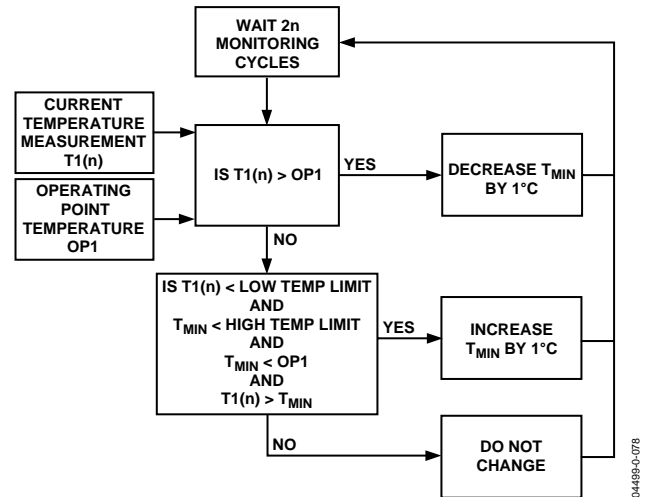 WAIT 2n
MONITORING
CYCLES
CURRENT
TEMPERATURE
MEASUREMENT
T1(n)
OPERATING
POINT
TEMPERATURE
OP1
IS T1(n) > OP1
YES
DECREASE TMIN
BY 1°C
NO
IS T1(n) < LOW TEMP LIMIT
AND
TMIN < HIGH TEMP LIMIT
AND
TMIN < OP1
AND
T1(n) > TMIN
YES
INCREASE
TMIN BY 1°C
NO
DO NOT
CHANGE
04499-0-078